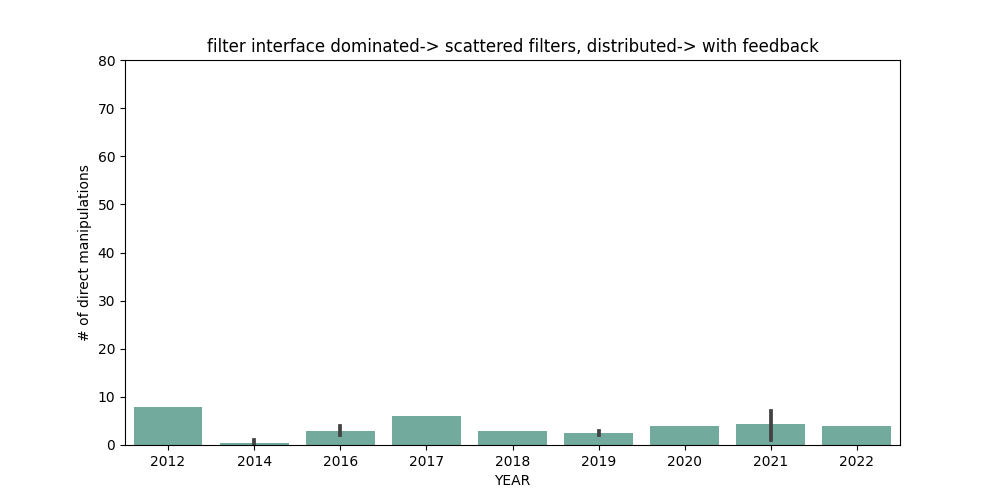 filter interface dominated-> scattered filters, distributed-> with feedback
80
70
60
50
40
30
20
10
0
# of direct manipulations
2012 2014 2016 2017 2018 2019 2020 2021 2022
YEAR